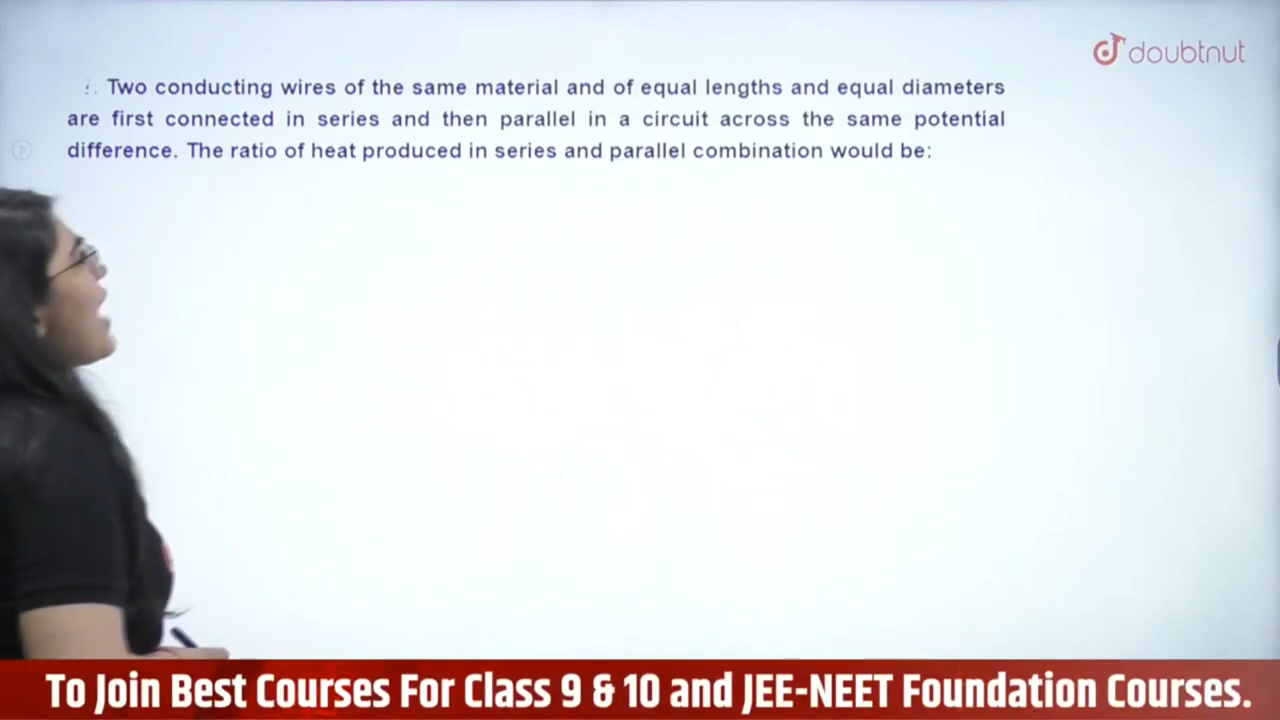 doubtnut
Two conducting wires of the same material and of equal lengths and equal diameters
are first connected in series and then parallel in a circuit across the same potential
difference. The ratio of heat produced in series and parallel combination would be:
To Join Best Courses For Class 9 & 10 and JEE-NEET Foundation Courses.